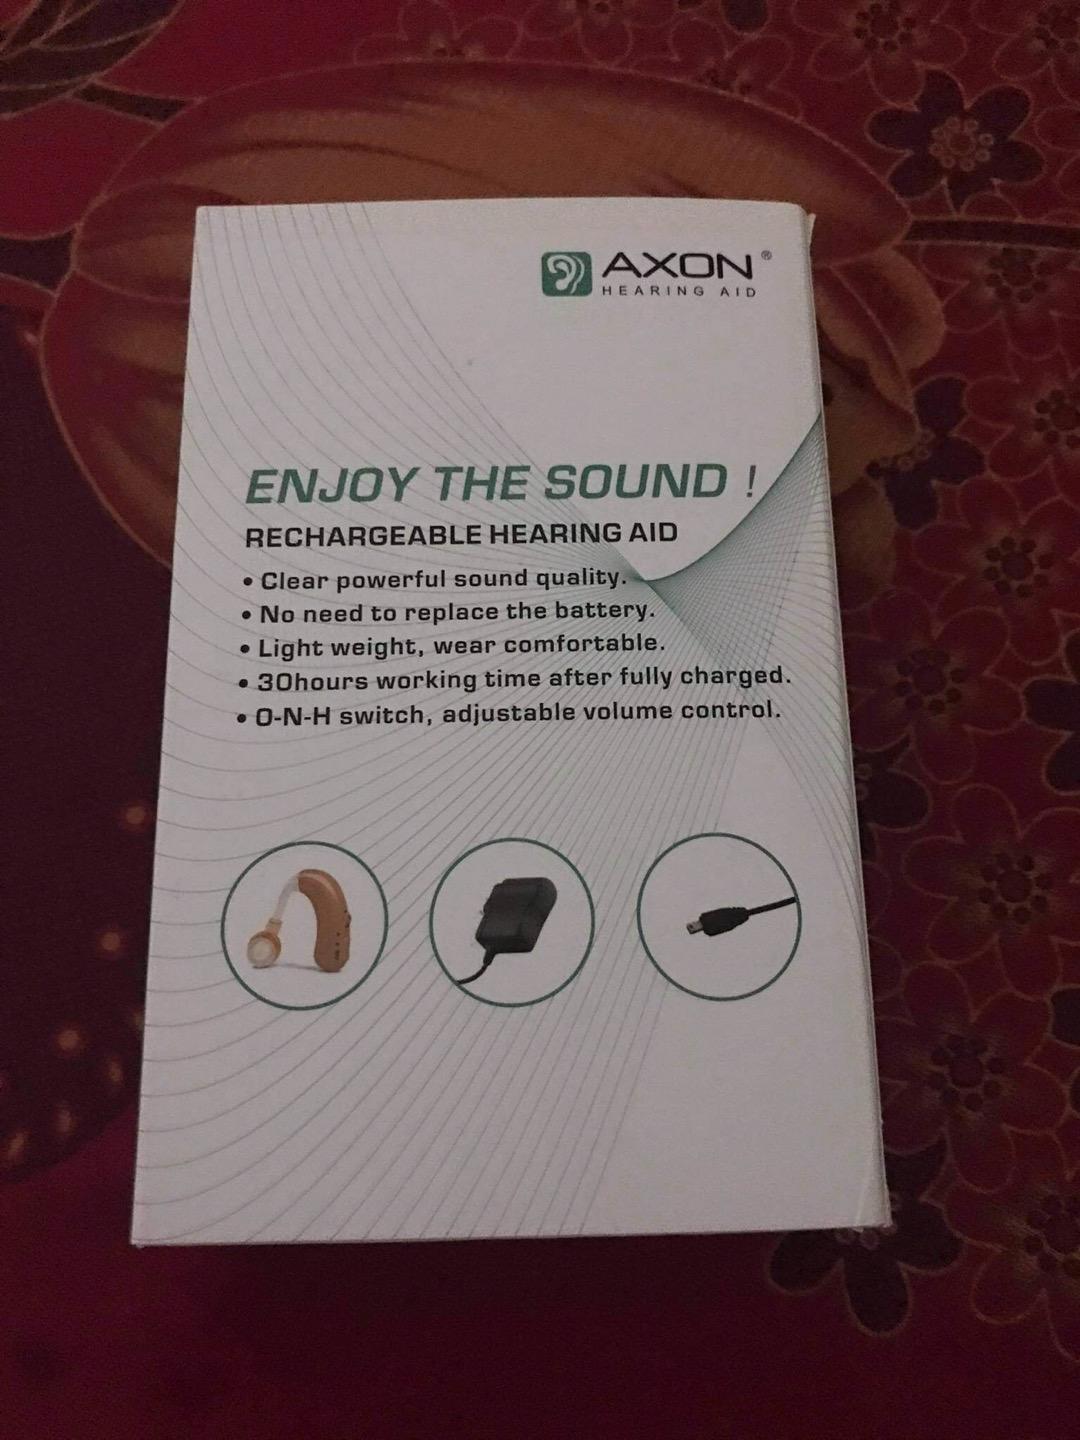 AXON®
HEARING AID
ENJOY THE SOUND !
RECHARGEABLE HEARING AID
• Clear powerful sound quality.
• No need to replace the battery.
• Light weight, wear comfortable.
• 30hours working time after fully charged.
• O-N-H switch, adjustable volume control.